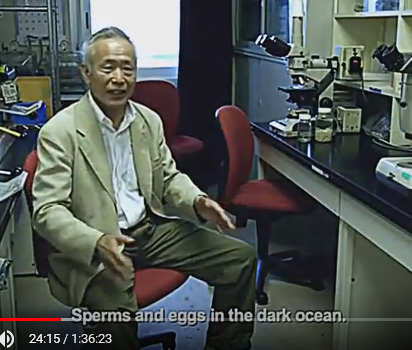 Sperms and eggs in the dark ocean.
24:15 / 1:36:23